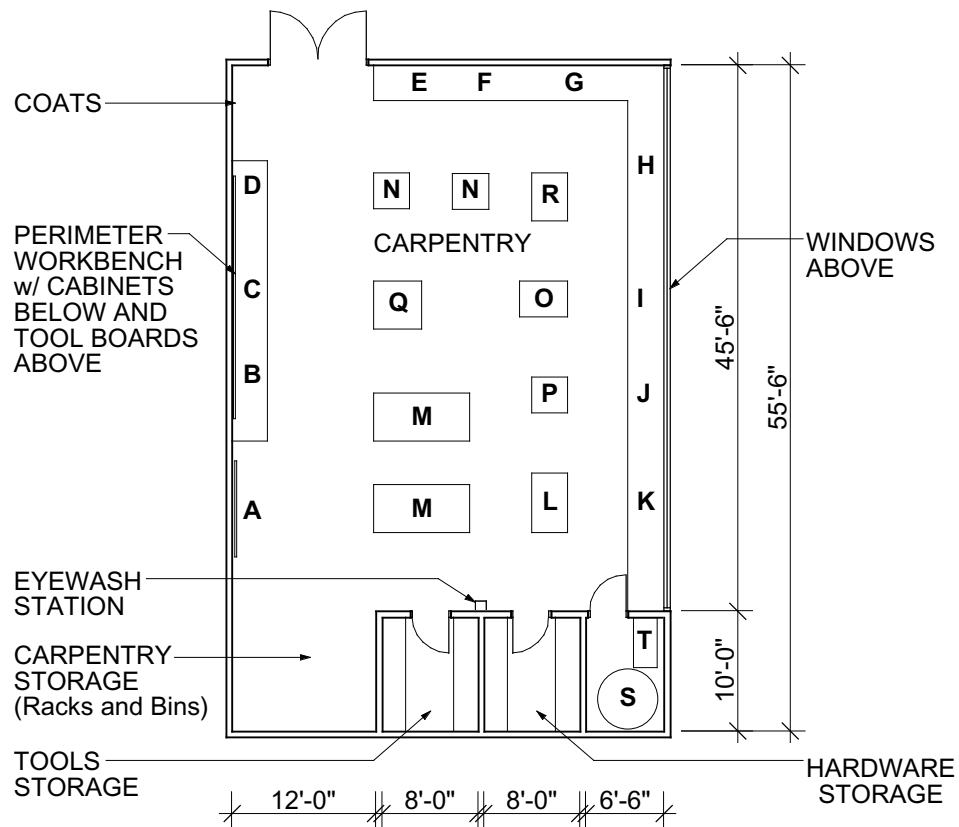 E F G
COATS
H
D
N N R
CARPENTRY
PERIMETER
WORKBENCH
w/ CABINETS
BELOW AND
TOOL BOARDS
ABOVE
WINDOWS
ABOVE
C
Q
O
I
45'-6"
55'-6"
B
M
P
J
A
M
L
K
EYEWASH
STATION
CARPENTRY
STORAGE
(Racks and Bins)
T
S
10'-0"
TOOLS
STORAGE
HARDWARE
STORAGE
12'-0" 8'-0" 8'-0" 6'-6"